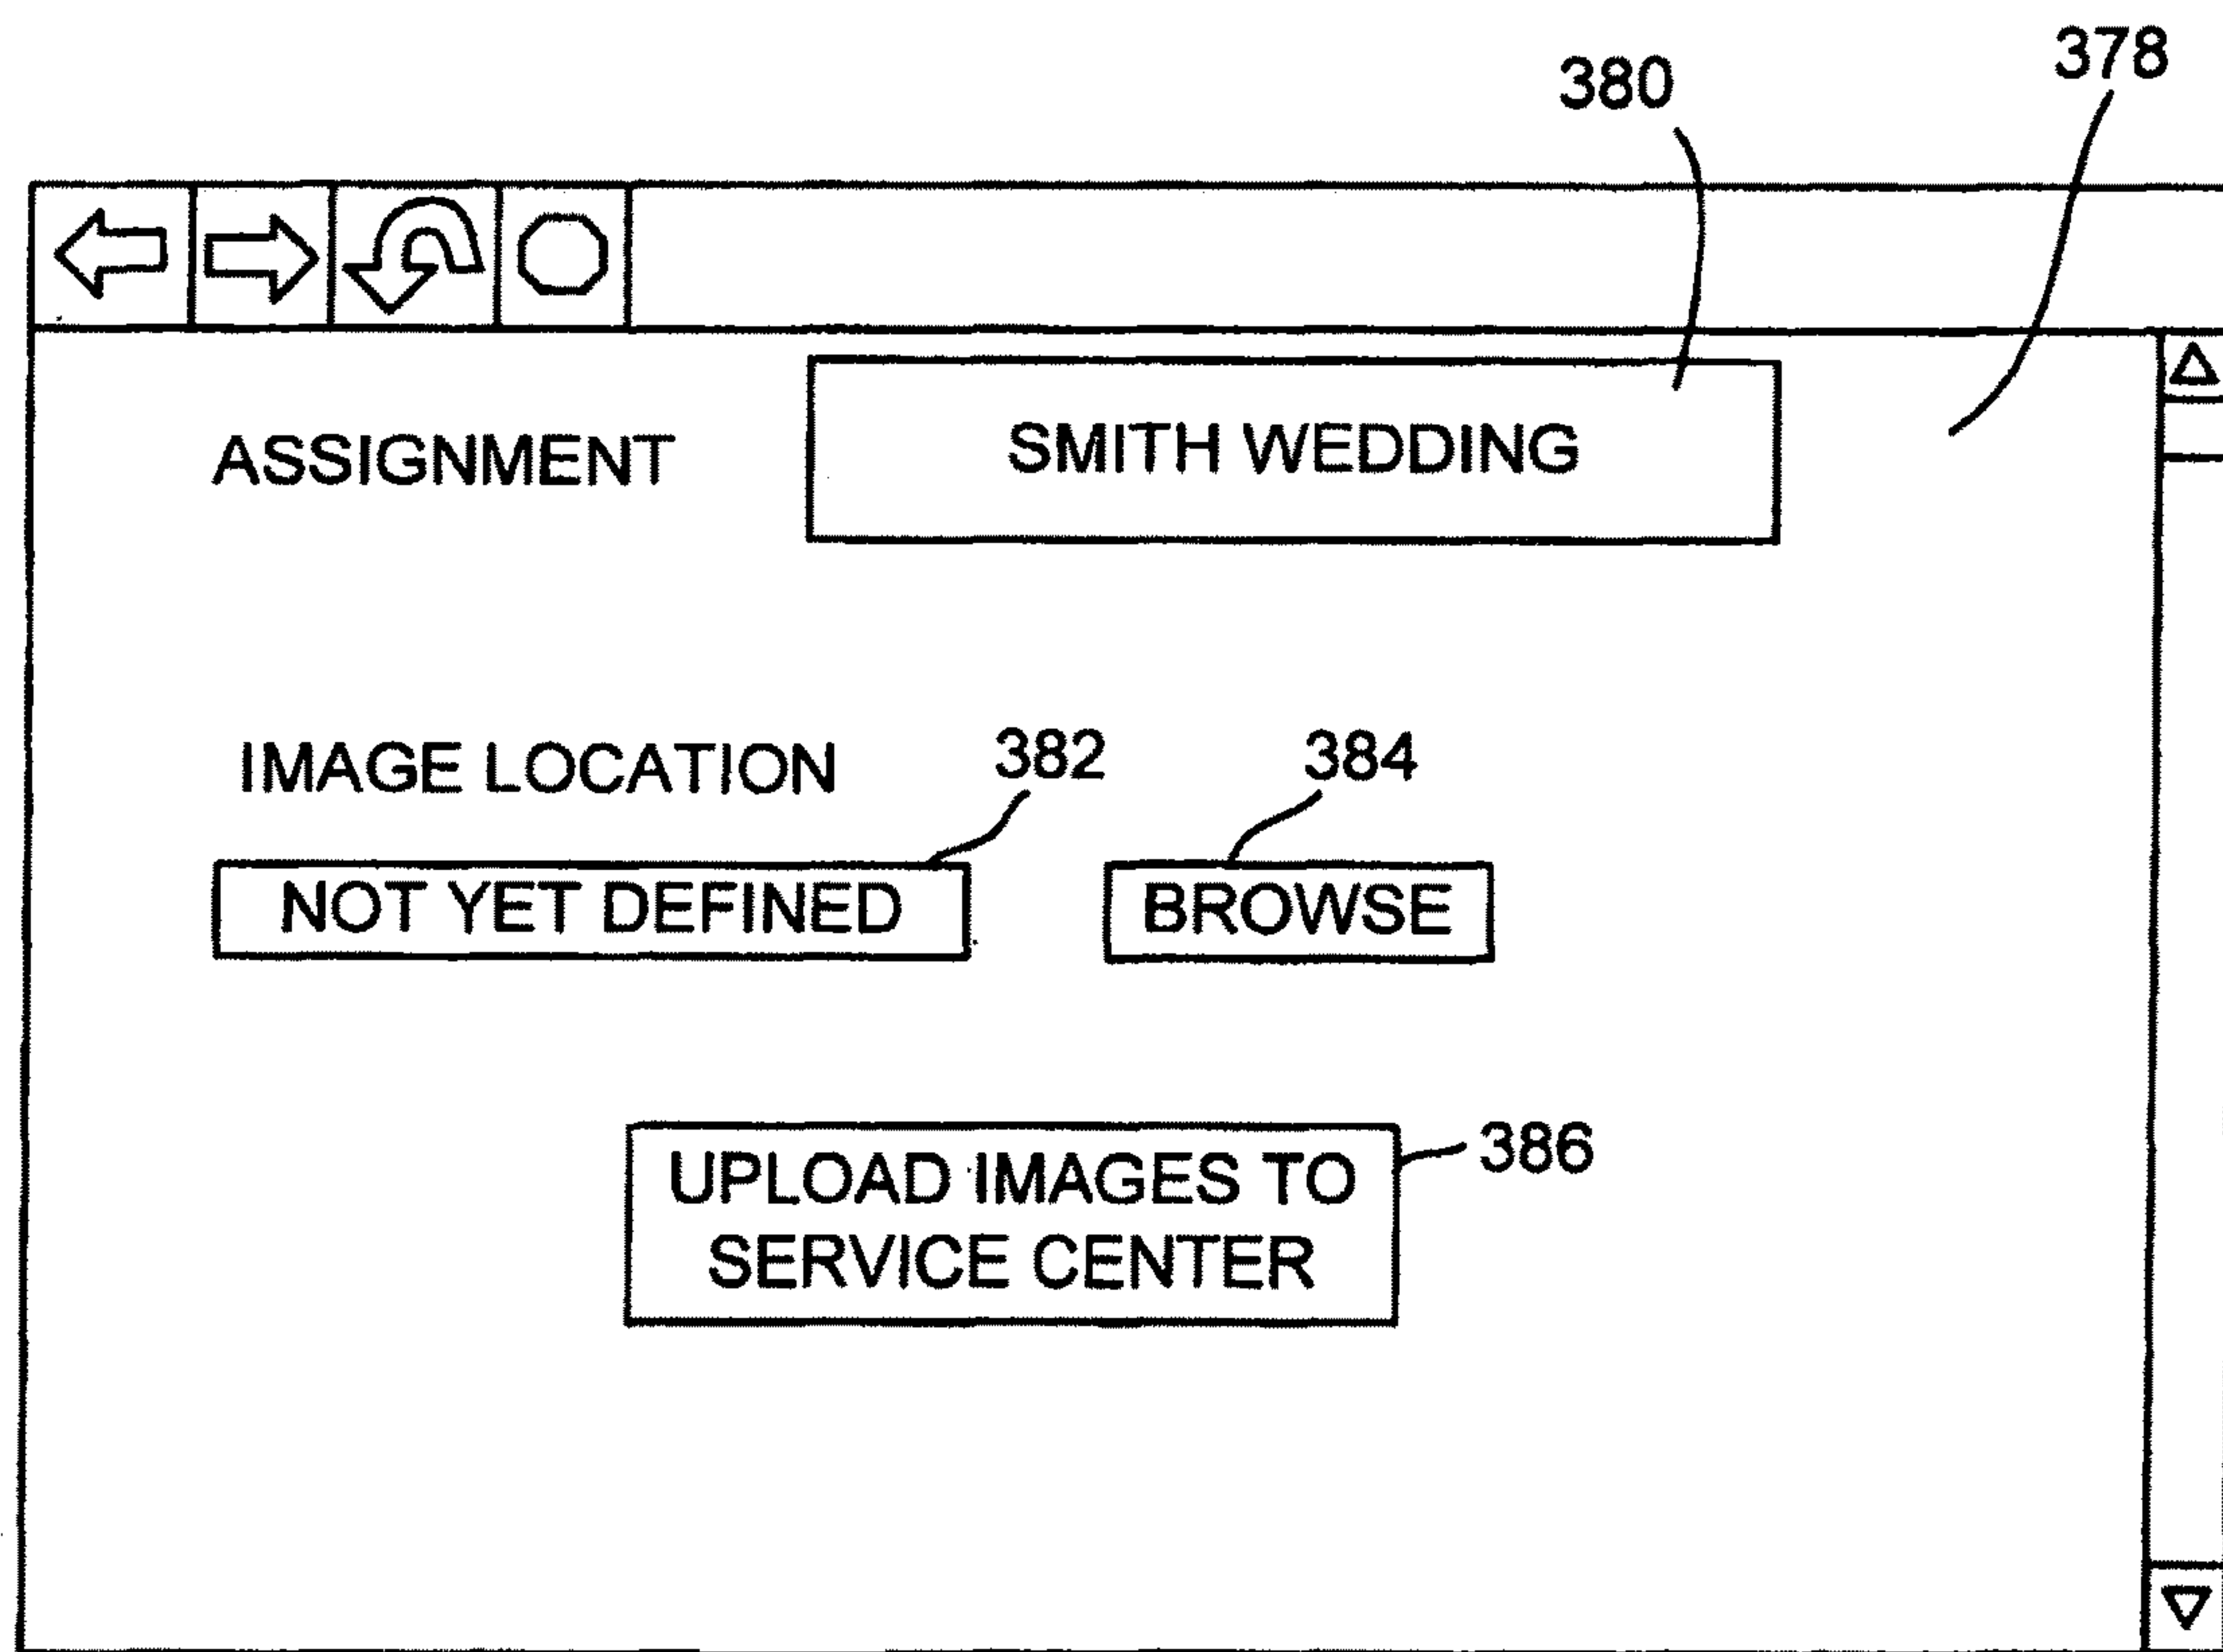 378
380
ASSIGNMENT
SMITH WEDDING
IMAGE LOCATION
382
384
NOT YET DEFINED
BROWSE
UPLOAD IMAGES TO
SERVICE CENTER
386